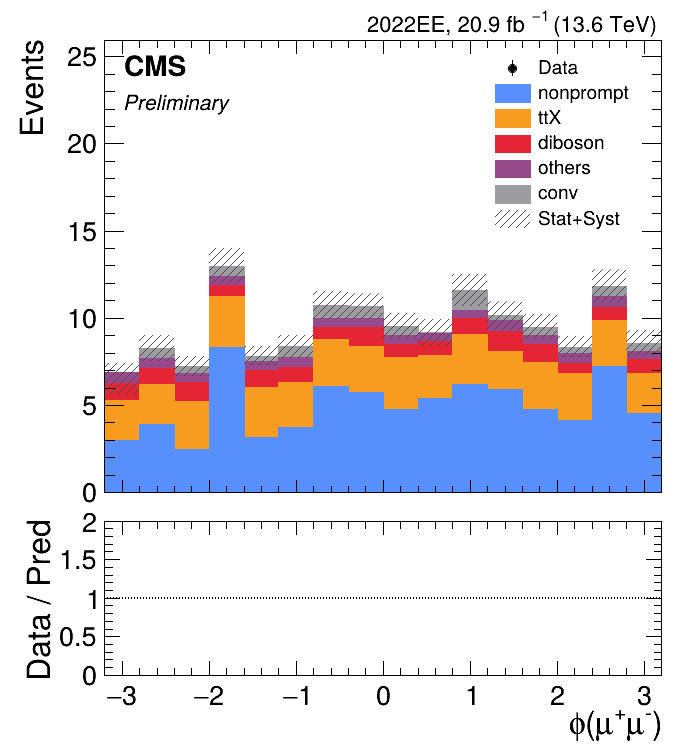 2022EE, 20.9 fb⁻¹ (13.6 TeV)
CMS
Preliminary
Events
25
20
15
10
5
0
Data
nonprompt
ttX
diboson
others
conv
Stat+Syst
Data / Pred
2
1.5
1
0.5
0
−3 −2 −1 0 1 2 3
ϕ(μ⁺μ⁻)